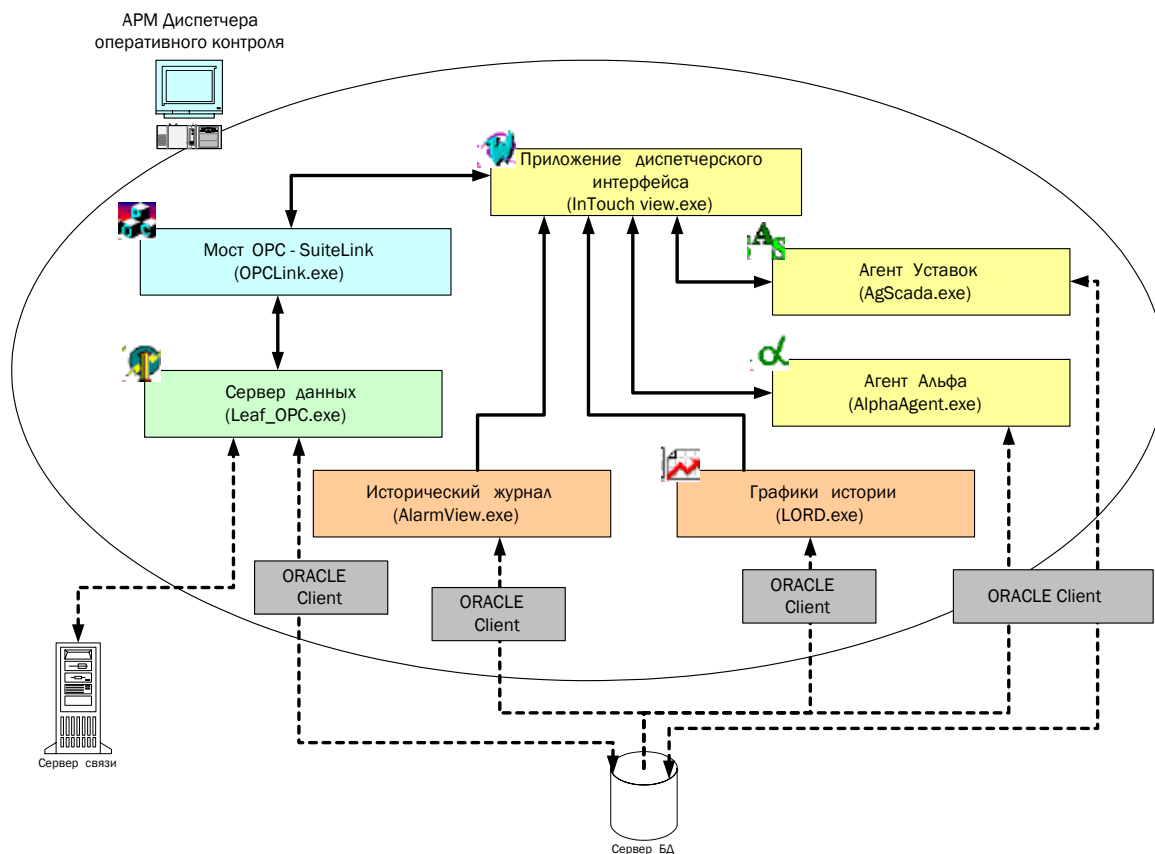 АРМ Диспетчера
оперативного контроля
Приложение диспетчерского
интерфейса
(InTouch view.exe)
Мост OPC - SuiteLink
(OPCLink.exe)
Агент Уставок
(AgScada.exe)
Сервер данных
(Leaf_OPC.exe)
Агент Альфа
(AlphaAgent.exe)
Исторический журнал
(AlarmView.exe)
Графики истории
(LORD.exe)
ORACLE
Client
ORACLE
Client
ORACLE
Client
ORACLE Client
Сервер связи
Сервер БД